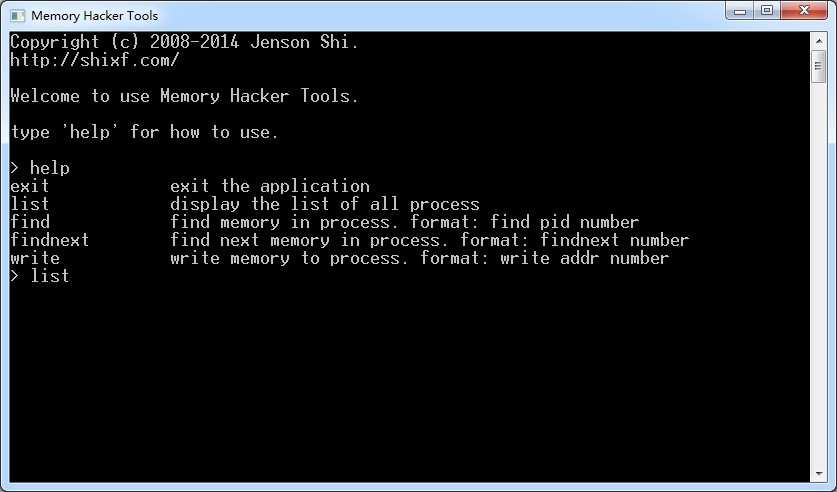 Memory Hacker Tools
Copyright (c) 2008-2014 Jenson Shi.
http://shixf.com/
Welcome to use Memory Hacker Tools.
type 'help' for how to use.
> help
exit            exit the application
list            display the list of all process
find            find memory in process. format: find pid number
findnext        find next memory in process. format: findnext number
write           write memory to process. format: write addr number
> list